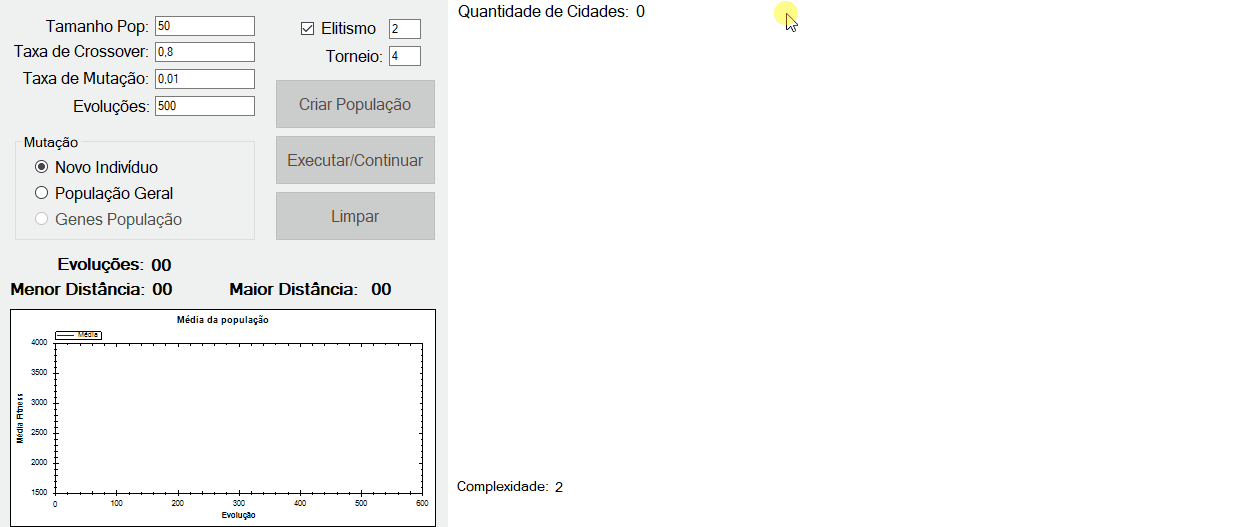 Tamanho Pop: 50
Taxa de Crossover: 0,8
Taxa de Mutação: 0,01
Evoluções: 500
Elitismo 2
Torneio: 4
Criar População
Executar/Continuar
Limpar
Mutação
Novo Indivíduo
População Geral
Genes População
Evoluções: 00
Menor Distância: 00 Maior Distância: 00
Média da população
Média
4000
3500
3000
2500
2000
1500
Média Fitness
0 100 200 300 400 500 600
Evolução
Quantidade de Cidades: 0
Complexidade: 2